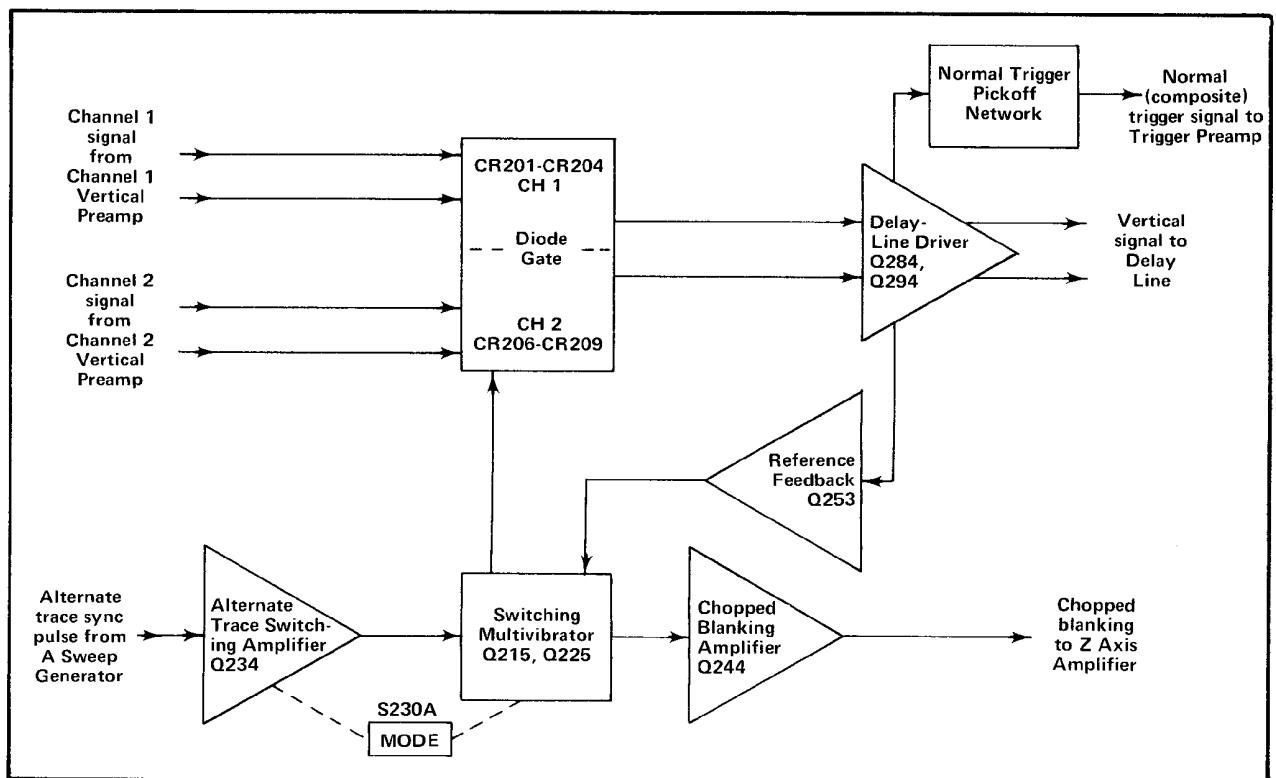 Normal Trigger
Pickoff
Network
Normal
(composite)
trigger signal to
Trigger Preamp
Channel 1
signal
from
Channel 1
Vertical
Preamp
CR201-CR204
CH 1
Diode
Gate
CH 2
CR206-CR209
Delay-
Line Driver
Q284,
Q294
Vertical
signal to
Delay
Line
Channel 2
signal
from
Channel 2
Vertical
Preamp
Reference
Feedback
Q253
Alternate
trace sync
pulse from
A Sweep
Generator
Alternate
Trace Switch-
ing Amplifier
Q234
Switching
Multivibrator
Q215, Q225
Chopped
Blanking
Amplifier
Q244
Chopped
blanking
to Z Axis
Amplifier
S230A
MODE